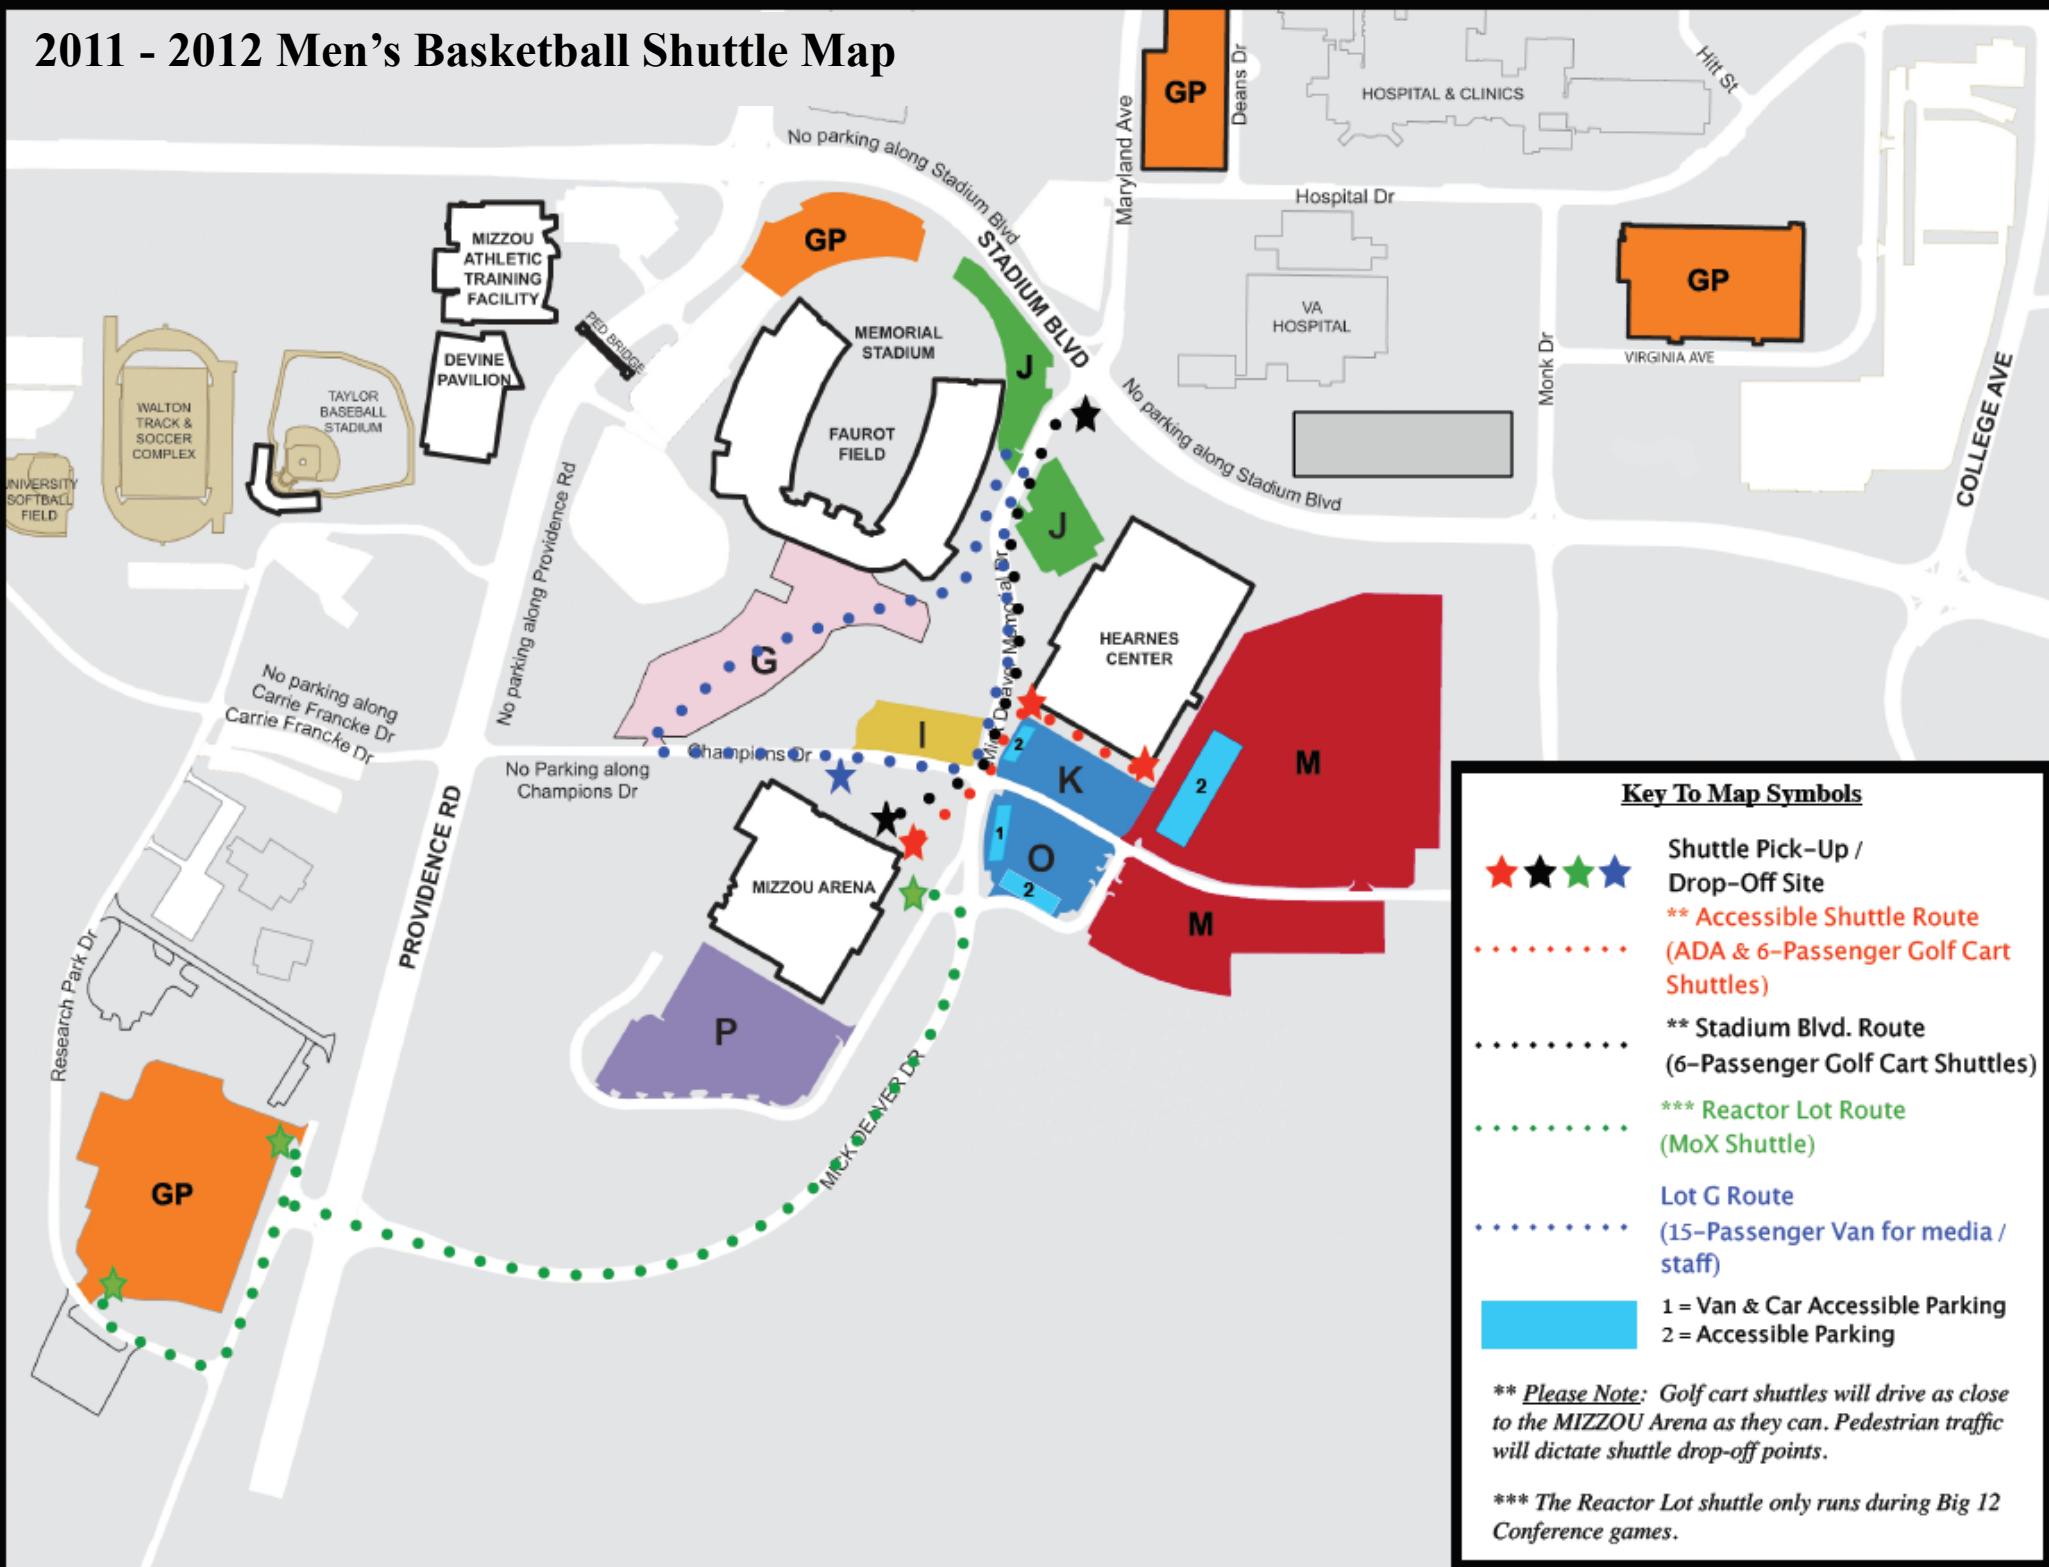 2011 - 2012 Men's Basketball Shuttle Map
GP
Deans Dr
Maryland Ave
HOSPITAL & CLINICS
Hitt St
No parking along Stadium Blvd
STADIUM BLVD
Hospital Dr
MIZZOU
ATHLETIC
TRAINING
FACILITY
GP
GP
PED BRIDGE
MEMORIAL
STADIUM
VA
HOSPITAL
VIRGINIA AVE
Monk Dr
COLLEGE AVE
DEVINE
PAVILION
J
TAYLOR
BASEBALL
STADIUM
WALTON
TRACK &
SOCCER
COMPLEX
FAUROT
FIELD
No parking along Stadium Blvd
UNIVERSITY
SOFTBALL
FIELD
No parking along Providence Rd
J
Mick Deaver Memorial Dr
HEARNES
CENTER
G
No parking along
Carrie Francke Dr
Carrie Francke Dr
I
Champions Dr
No Parking along
Champions Dr
2
K
2
M
1
O
2
M
PROVIDENCE RD
MIZZOU ARENA
Research Park Dr
P
MICK DEAVER DR
GP
Key To Map Symbols
Shuttle Pick-Up /
Drop-Off Site
** Accessible Shuttle Route
(ADA & 6-Passenger Golf Cart
Shuttles)
** Stadium Blvd. Route
(6-Passenger Golf Cart Shuttles)
*** Reactor Lot Route
(MoX Shuttle)
Lot G Route
(15-Passenger Van for media /
staff)
1 = Van & Car Accessible Parking
2 = Accessible Parking
** Please Note: Golf cart shuttles will drive as close
to the MIZZOU Arena as they can. Pedestrian traffic
will dictate shuttle drop-off points.
*** The Reactor Lot shuttle only runs during Big 12
Conference games.